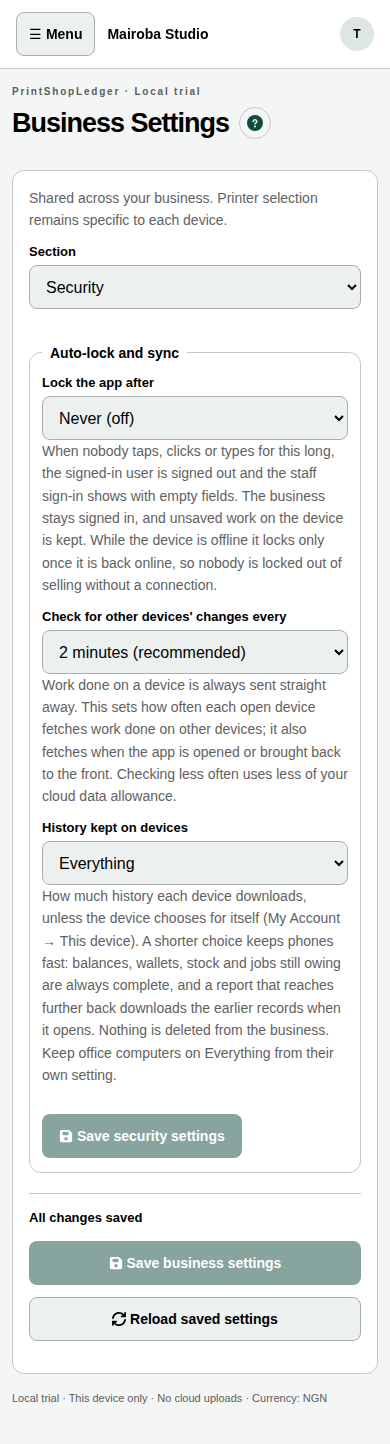 ☰ Menu
Mairoba Studio
T
PrintShopLedger · Local trial
Business Settings
?
Shared across your business. Printer selection
remains specific to each device.
Section
Security
Auto-lock and sync
Lock the app after
Never (off)
When nobody taps, clicks or types for this long,
the signed-in user is signed out and the staff
sign-in shows with empty fields. The business
stays signed in, and unsaved work on the device
is kept. While the device is offline it locks only
once it is back online, so nobody is locked out of
selling without a connection.
Check for other devices' changes every
2 minutes (recommended)
Work done on a device is always sent straight
away. This sets how often each open device
fetches work done on other devices; it also
fetches when the app is opened or brought back
to the front. Checking less often uses less of your
cloud data allowance.
History kept on devices
Everything
How much history each device downloads,
unless the device chooses for itself (My Account
→ This device). A shorter choice keeps phones
fast: balances, wallets, stock and jobs still owing
are always complete, and a report that reaches
further back downloads the earlier records when
it opens. Nothing is deleted from the business.
Keep office computers on Everything from their
own setting.
Save security settings
All changes saved
Save business settings
Reload saved settings
Local trial · This device only · No cloud uploads · Currency: NGN